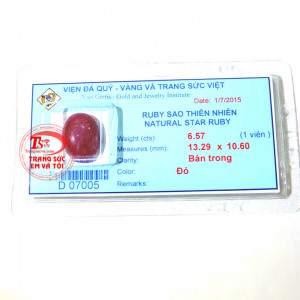 VIỆN ĐÁ QUÝ - VÀNG VÀ TRANG SỨC VIỆT
Viet Gems - Gold and Jewelry Institute
Date: 1/7/2015
RUBY SAO THIÊN NHIÊN
NATURAL STAR RUBY
Weight (cts): 6.57 (1 viên)
Measures (mm): 13.29 x 10.60
Clarity: Bán trong
Color: Đỏ
Remarks:
D 07005
TRANG SỨC
EM VÀ TÔI